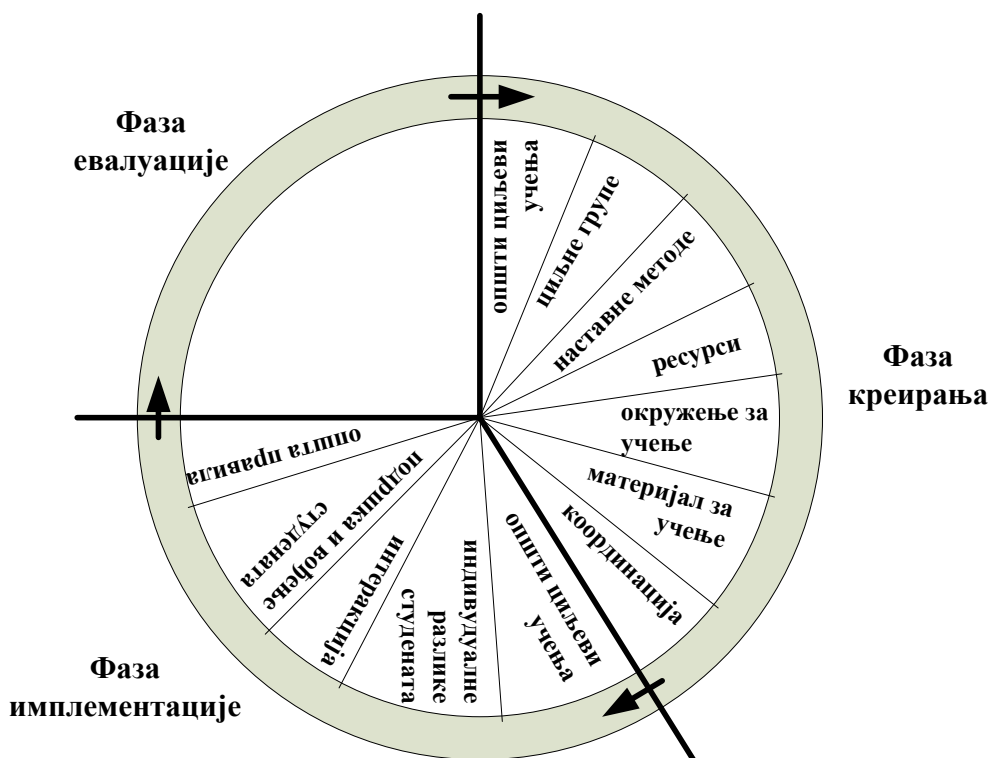 Фаза
евалуације
општи циљеви
учења
циљне групе
наставне методе
ресурси
окружење за
учење
материјал за
учење
координација
Фаза
креирања
општи циљеви
учења
индивудуалне
разлике
студената
интеракција
подршка и вођење
студената
општа правила
Фаза
имплементације